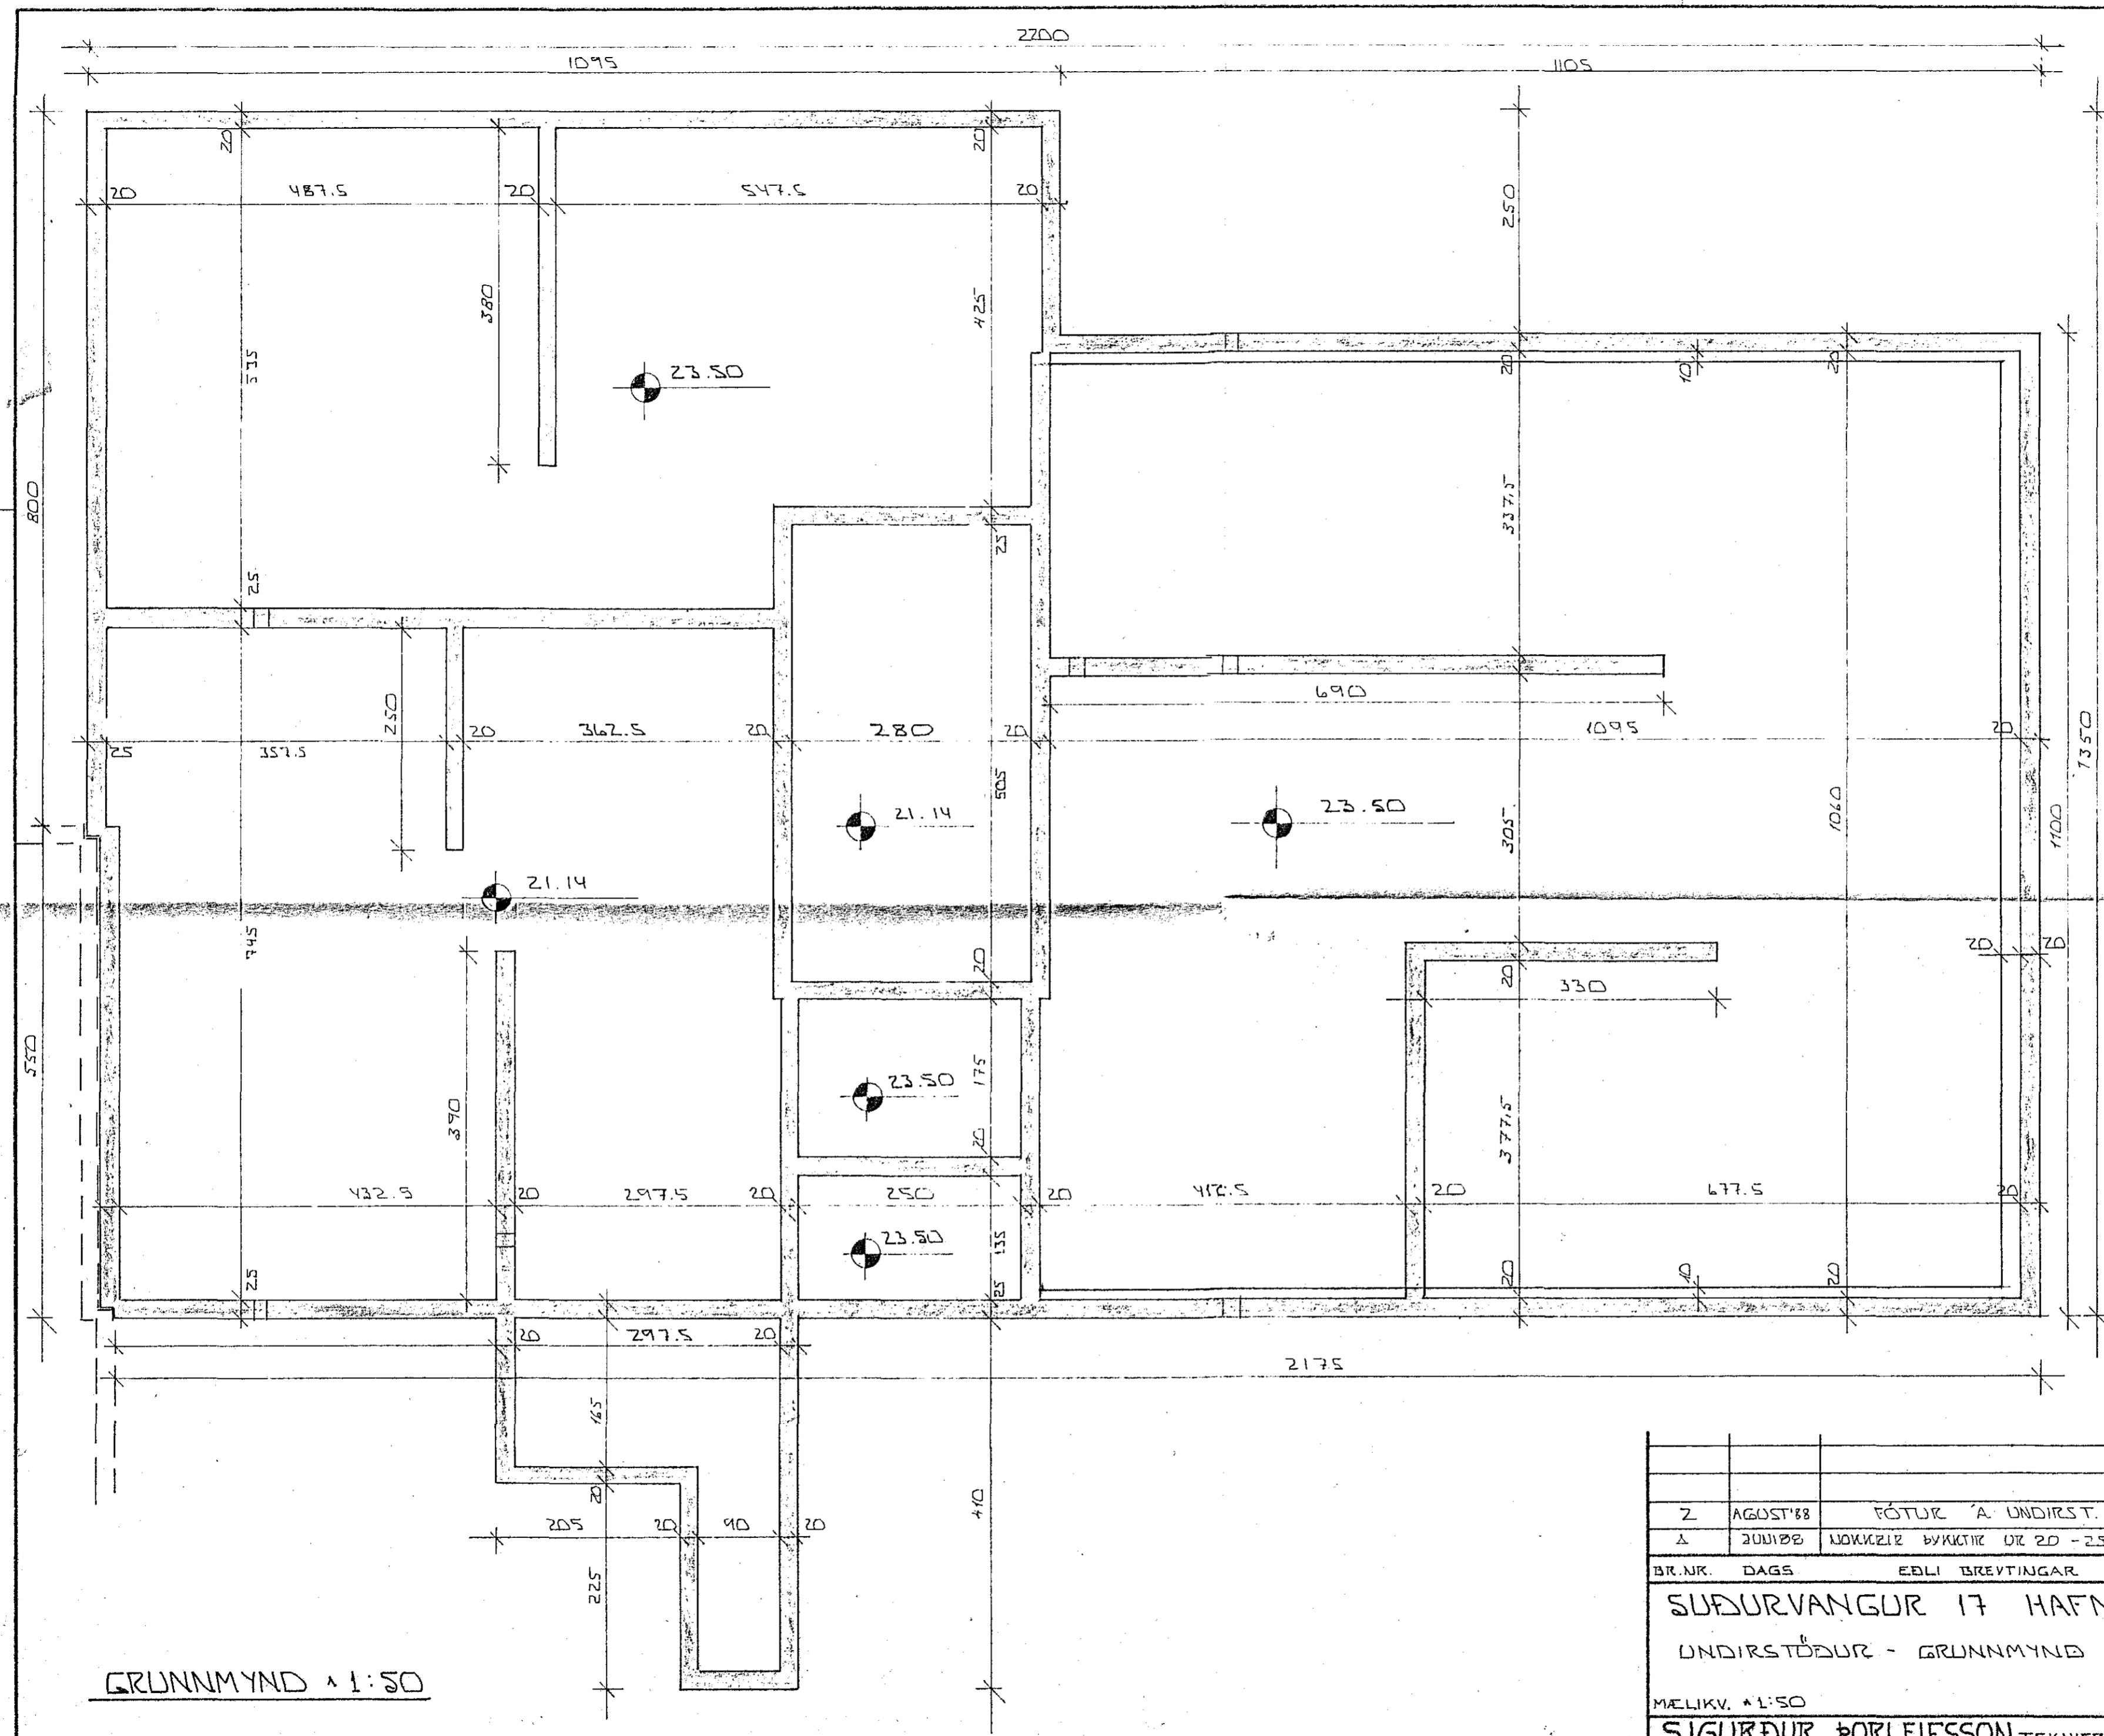 2200
1095 1105
20 20 250
20 487.5 20 547.5 20
380 425
535
23.50
20 10 20
800
337.5
25 25
690
250
25 357.5 20 362.5 20 280 20 1095 20
505
21.14 23.50
305 1060 1100 1350
21.14
745
20 20 20
20 330
550
390
23.50 175
377.5
20
432.5 20 297.5 20 250 20 412.5 20 677.5 20
23.50 135
25 25 20 10 20
20 297.5 20
2175
165
20
205 20 90 20
410
225
GRUNNMYND 1:50
2 AGUST'88 FÓTUR Á UNDIRST.
1 JUNI88 NOKKRIR ÞYKKTIR ÚR 20 - 25
BR.NR. DAGS EÐLI BREYTINGAR
SUÐURVANGUR 17 HAFN
UNDIRSTÖÐUR - GRUNNMYND
MÆLIKV. 1:50
SIGURÐUR ÞORLEIFSSON